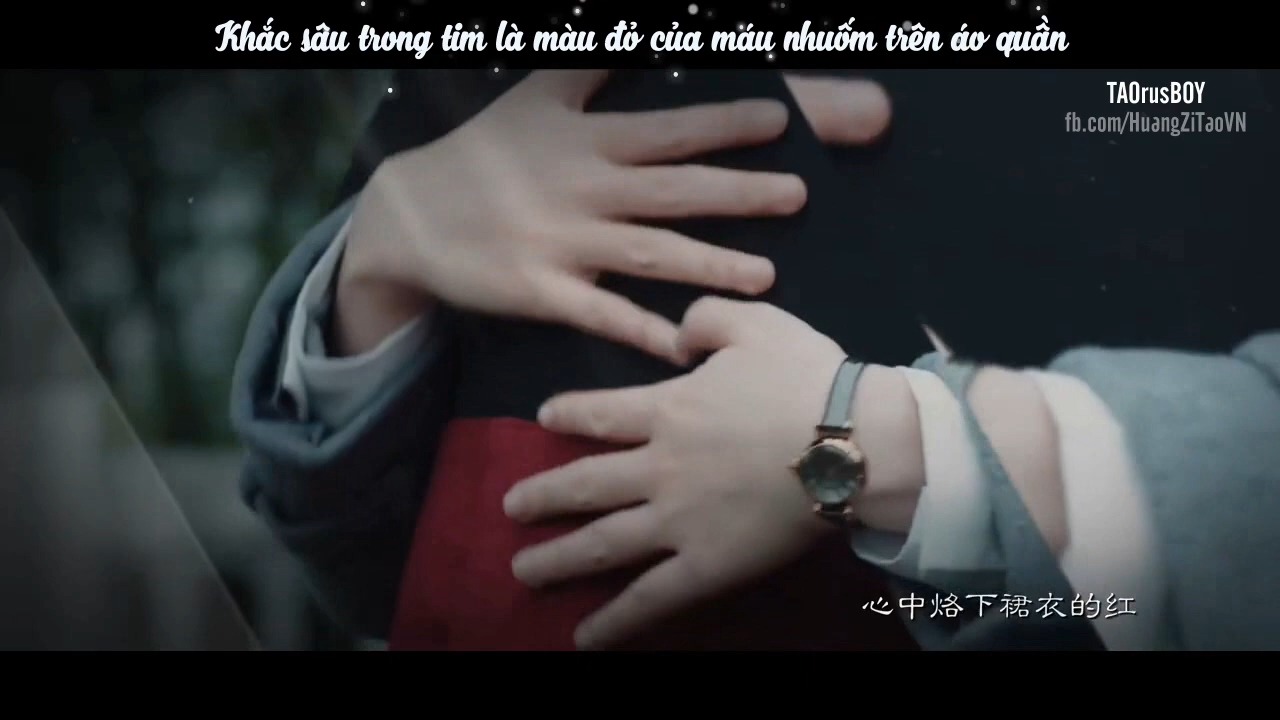 Khắc sâu trong tim là màu đỏ của máu nhuốm trên áo quần
TAOrusBOY
fb.com/HuangZiTaoVN
心中烙下裙衣的红